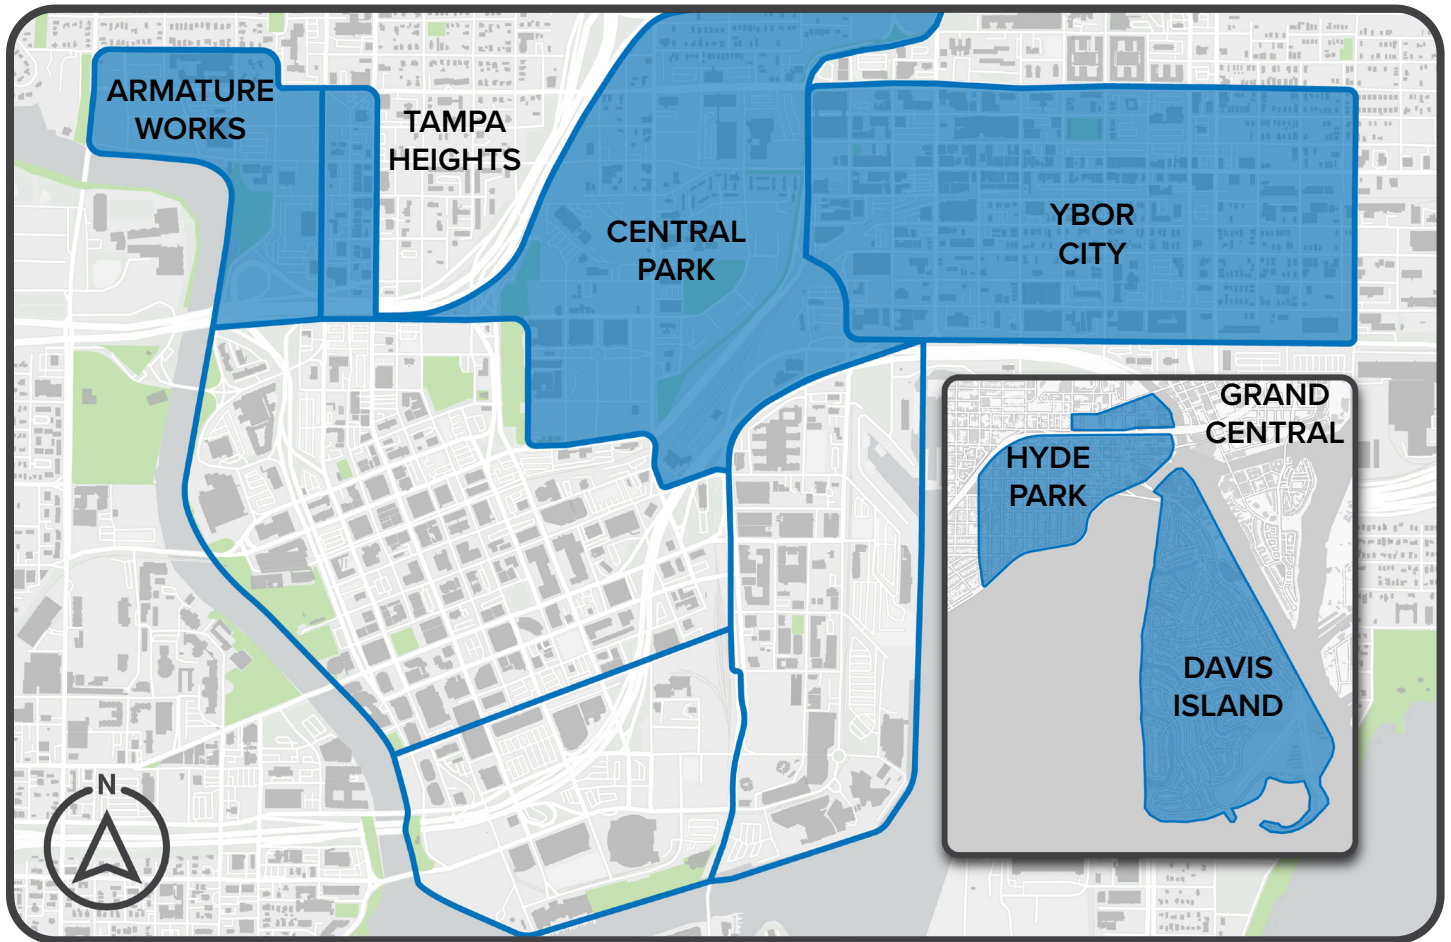 ARMATURE
WORKS
TAMPA
HEIGHTS
CENTRAL
PARK
YBOR
CITY
GRAND
CENTRAL
HYDE
PARK
DAVIS
ISLAND
N